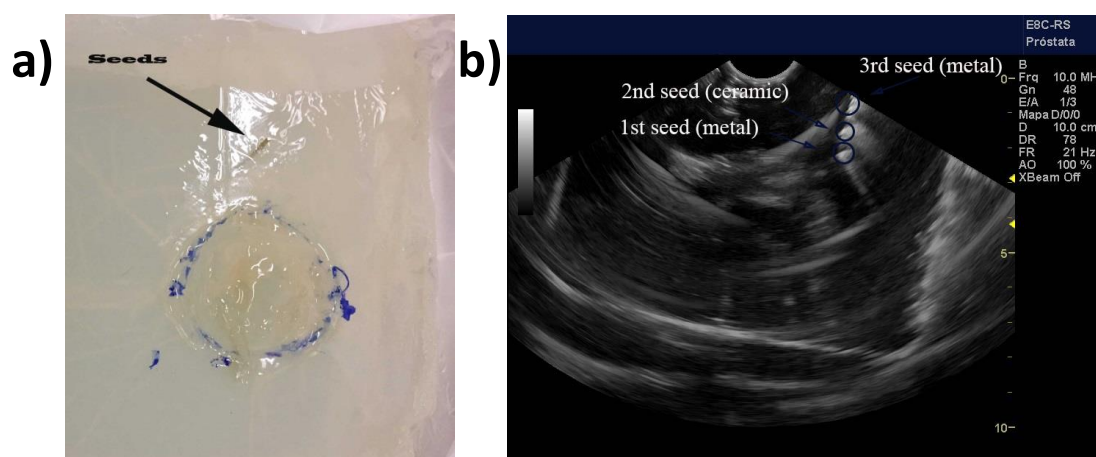 a)
Seeds
b)
E8C-RS
Próstata
B
Frq 10.0 MH
Gn 48
E/A 1/3
Mapa D/0/0
D 10.0 cm
DR 78
FR 21 Hz
AO 100 %
XBeam Off
3rd seed (metal)
2nd seed (ceramic)
1st seed (metal)
0
5
10